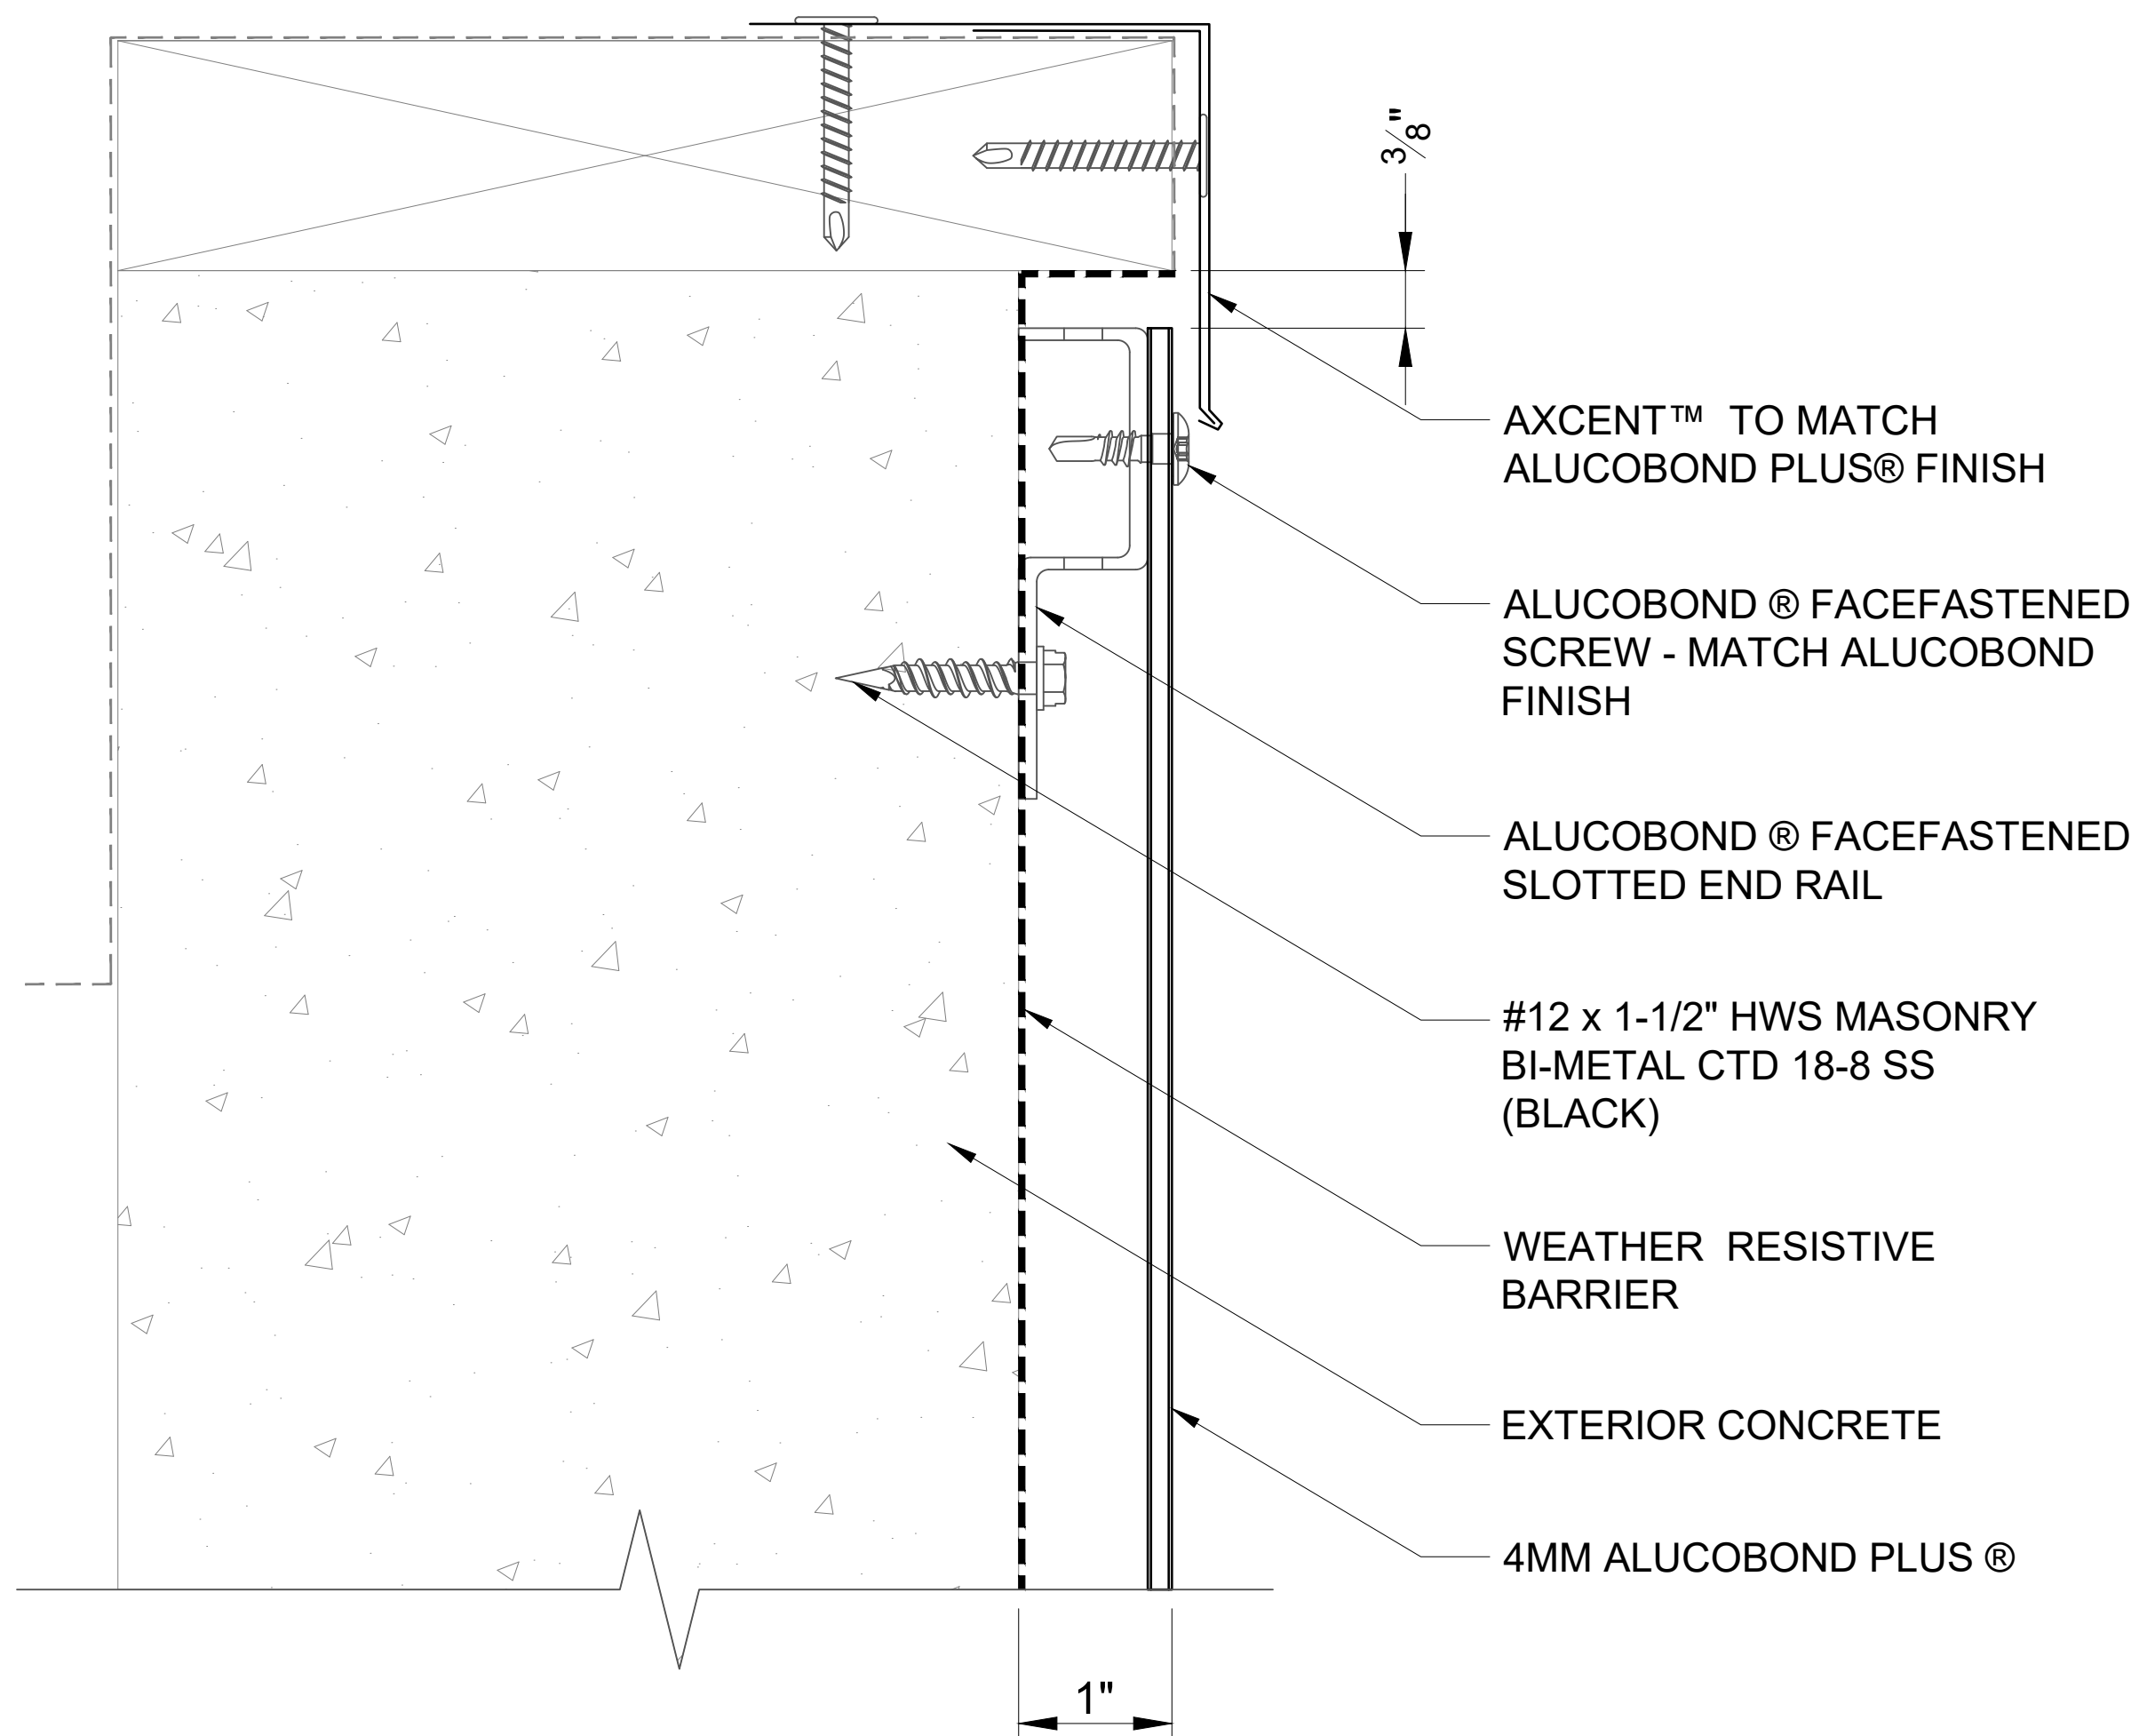 3/8"
AXCENT™ TO MATCH
ALUCOBOND PLUS® FINISH
ALUCOBOND ® FACEFASTENED
SCREW - MATCH ALUCOBOND
FINISH
ALUCOBOND ® FACEFASTENED
SLOTTED END RAIL
#12 x 1-1/2" HWS MASONRY
BI-METAL CTD 18-8 SS
(BLACK)
WEATHER RESISTIVE
BARRIER
EXTERIOR CONCRETE
4MM ALUCOBOND PLUS ®
1"